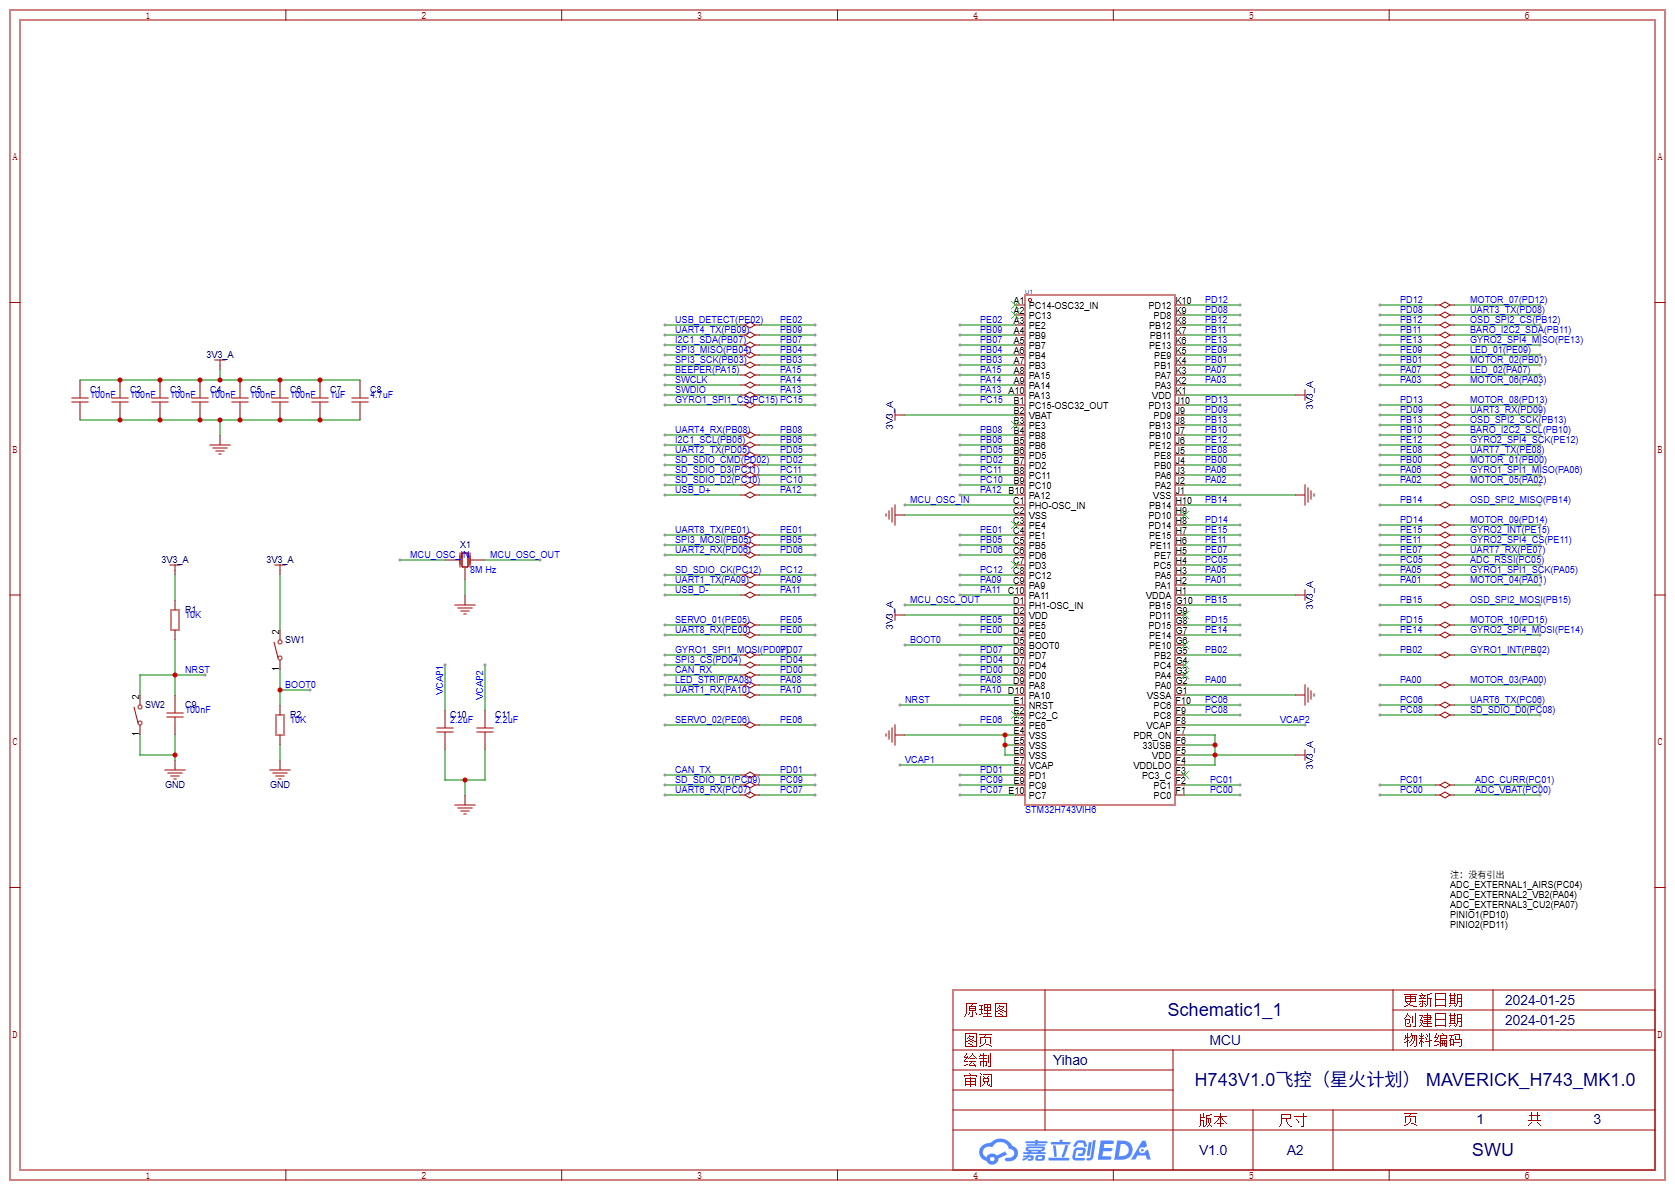 1 2 3 4 5 6
A
B
C
D
3V3_A
C1 100nF
C2 100nF
C3 100nF
C4 100nF
C5 100nF
C6 100nF
C7 1uF
C8 4.7uF
3V3_A
R1 10K
NRST
SW2
2
1
C9 100nF
GND
3V3_A
2
SW1
1
BOOT0
R2 10K
GND
X1
MCU_OSC_IN
MCU_OSC_OUT
8M Hz
VCAP1
VCAP2
C10 2.2uF
C11 2.2uF
USB_DETECT(PE02) PE02
UART4_TX(PB09) PB09
I2C1_SDA(PB07) PB07
SPI3_MISO(PB04) PB04
SPI3_SCK(PB03) PB03
BEEPER(PA15) PA15
SWCLK PA14
SWDIO PA13
GYRO1_SPI1_CS(PC15) PC15
UART4_RX(PB08) PB08
I2C1_SCL(PB06) PB06
UART2_TX(PD05) PD05
SD_SDIO_CMD(PD02) PD02
SD_SDIO_D3(PC11) PC11
SD_SDIO_D2(PC10) PC10
USB_D+ PA12
UART8_TX(PE01) PE01
SPI3_MOSI(PB05) PB05
UART2_RX(PD06) PD06
SD_SDIO_CK(PC12) PC12
UART1_TX(PA09) PA09
USB_D- PA11
SERVO_01(PE05) PE05
UART8_RX(PE00) PE00
GYRO1_SPI1_MOSI(PD07) PD07
SPI3_CS(PD04) PD04
CAN_RX PD00
LED_STRIP(PA08) PA08
UART1_RX(PA10) PA10
SERVO_02(PE06) PE06
CAN_TX PD01
SD_SDIO_D1(PC09) PC09
UART6_RX(PC07) PC07
U1
A1 PC14-OSC32_IN
A2 PC13
PE02 A3 PE2
PB09 A4 PB9
PB07 A5 PB7
PB04 A6 PB4
PB03 A7 PB3
PA15 A8 PA15
PA14 A9 PA14
PA13 A10 PA13
PC15 B1 PC15-OSC32_OUT
3V3_A B2 VBAT
B3 PE3
PB08 B4 PB8
PB06 B5 PB6
PD05 B6 PD5
PD02 B7 PD2
PC11 B8 PC11
PC10 B9 PC10
PA12 B10 PA12
MCU_OSC_IN C1 PHO-OSC_IN
C2 VSS
C3 PE4
PE01 C4 PE1
PB05 C5 PB5
PD06 C6 PD6
C7 PD3
PC12 C8 PC12
PA09 C9 PA9
PA11 C10 PA11
MCU_OSC_OUT D1 PH1-OSC_IN
3V3_A D2 VDD
PE05 D3 PE5
PE00 D4 PE0
BOOT0 D5 BOOT0
PD07 D6 PD7
PD04 D7 PD4
PD00 D8 PD0
PA08 D9 PA8
PA10 D10 PA10
NRST E1 NRST
E2 PC2_C
PE06 E3 PE6
E4 VSS
E5 VSS
E6 VSS
VCAP1 E7 VCAP
PD01 E8 PD1
PC09 E9 PC9
PC07 E10 PC7
STM32H743VIH6
PD12 K10 PD12
PD8 K9 PD08
PB12 K8 PB12
PB11 K7 PB11
PE13 K6 PE13
PE9 K5 PE09
PB1 K4 PB01
PA7 K3 PA07
PA3 K2 PA03
VDD K1 3V3_A
PD13 J10 PD13
PD9 J9 PD09
PB13 J8 PB13
PB10 J7 PB10
PE12 J6 PE12
PE8 J5 PE08
PB0 J4 PB00
PA6 J3 PA06
PA2 J2 PA02
VSS J1
PB14 H10 PB14
PD10 H9
PD14 H8 PD14
PE15 H7 PE15
PE11 H6 PE11
PE7 H5 PE07
PC5 H4 PC05
PA5 H3 PA05
PA1 H2 PA01
VDDA H1 3V3_A
PB15 G10 PB15
PD11 G9
PD15 G8 PD15
PE14 G7 PE14
PE10 G6
PB2 G5 PB02
PC4 G4
PA4 G3
PA0 G2 PA00
VSSA G1
PC6 F10 PC06
PC8 F9 PC08
VCAP F8 VCAP2
PDR_ON F7
33USB F6
VDD F5 3V3_A
VDDLDO F4
PC3_C F3
PC1 F2 PC01
PC0 F1 PC00
PD12 MOTOR_07(PD12)
PD08 UART3_TX(PD08)
PB12 OSD_SPI2_CS(PB12)
PB11 BARO_I2C2_SDA(PB11)
PE13 GYRO2_SPI4_MISO(PE13)
PE09 LED_01(PE09)
PB01 MOTOR_02(PB01)
PA07 LED_02(PA07)
PA03 MOTOR_06(PA03)
PD13 MOTOR_08(PD13)
PD09 UART3_RX(PD09)
PB13 OSD_SPI2_SCK(PB13)
PB10 BARO_I2C2_SCL(PB10)
PE12 GYRO2_SPI4_SCK(PE12)
PE08 UART7_TX(PE08)
PB00 MOTOR_01(PB00)
PA06 GYRO1_SPI1_MISO(PA06)
PA02 MOTOR_05(PA02)
PB14 OSD_SPI2_MISO(PB14)
PD14 MOTOR_09(PD14)
PE15 GYRO2_INT(PE15)
PE11 GYRO2_SPI4_CS(PE11)
PE07 UART7_RX(PE07)
PC05 ADC_RSSI(PC05)
PA05 GYRO1_SPI1_SCK(PA05)
PA01 MOTOR_04(PA01)
PB15 OSD_SPI2_MOSI(PB15)
PD15 MOTOR_10(PD15)
PE14 GYRO2_SPI4_MOSI(PE14)
PB02 GYRO1_INT(PB02)
PA00 MOTOR_03(PA00)
PC06 UART6_TX(PC06)
PC08 SD_SDIO_D0(PC08)
PC01 ADC_CURR(PC01)
PC00 ADC_VBAT(PC00)
注：没有引出
ADC_EXTERNAL1_AIRS(PC04)
ADC_EXTERNAL2_VB2(PA04)
ADC_EXTERNAL3_CU2(PA07)
PINIO1(PD10)
PINIO2(PD11)
原理图 Schematic1_1 更新日期 2024-01-25
创建日期 2024-01-25
图页 MCU 物料编码
绘制 Yihao
审阅
H743V1.0飞控（星火计划） MAVERICK_H743_MK1.0
版本 尺寸 页 1 共 3
嘉立创EDA V1.0 A2 SWU
A
B
C
D
1 2 3 4 5 6